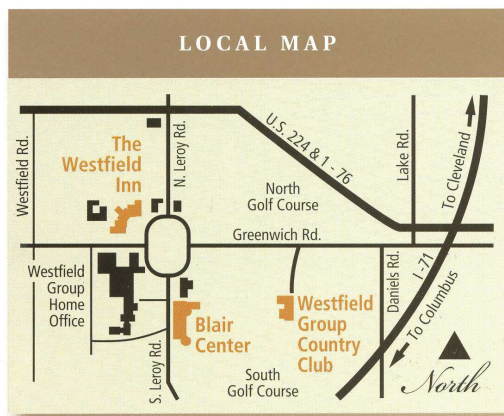 LOCAL MAP
Westfield Rd.
The
Westfield
Inn
N. Leroy Rd.
U.S. 224 & 1 - 76
Lake Rd.
To Cleveland
North
Golf Course
Greenwich Rd.
Westfield
Group
Home
Office
Blair
Center
S. Leroy Rd.
Westfield
Group
Country
Club
Daniels Rd.
I -71
To Columbus
South
Golf Course
North